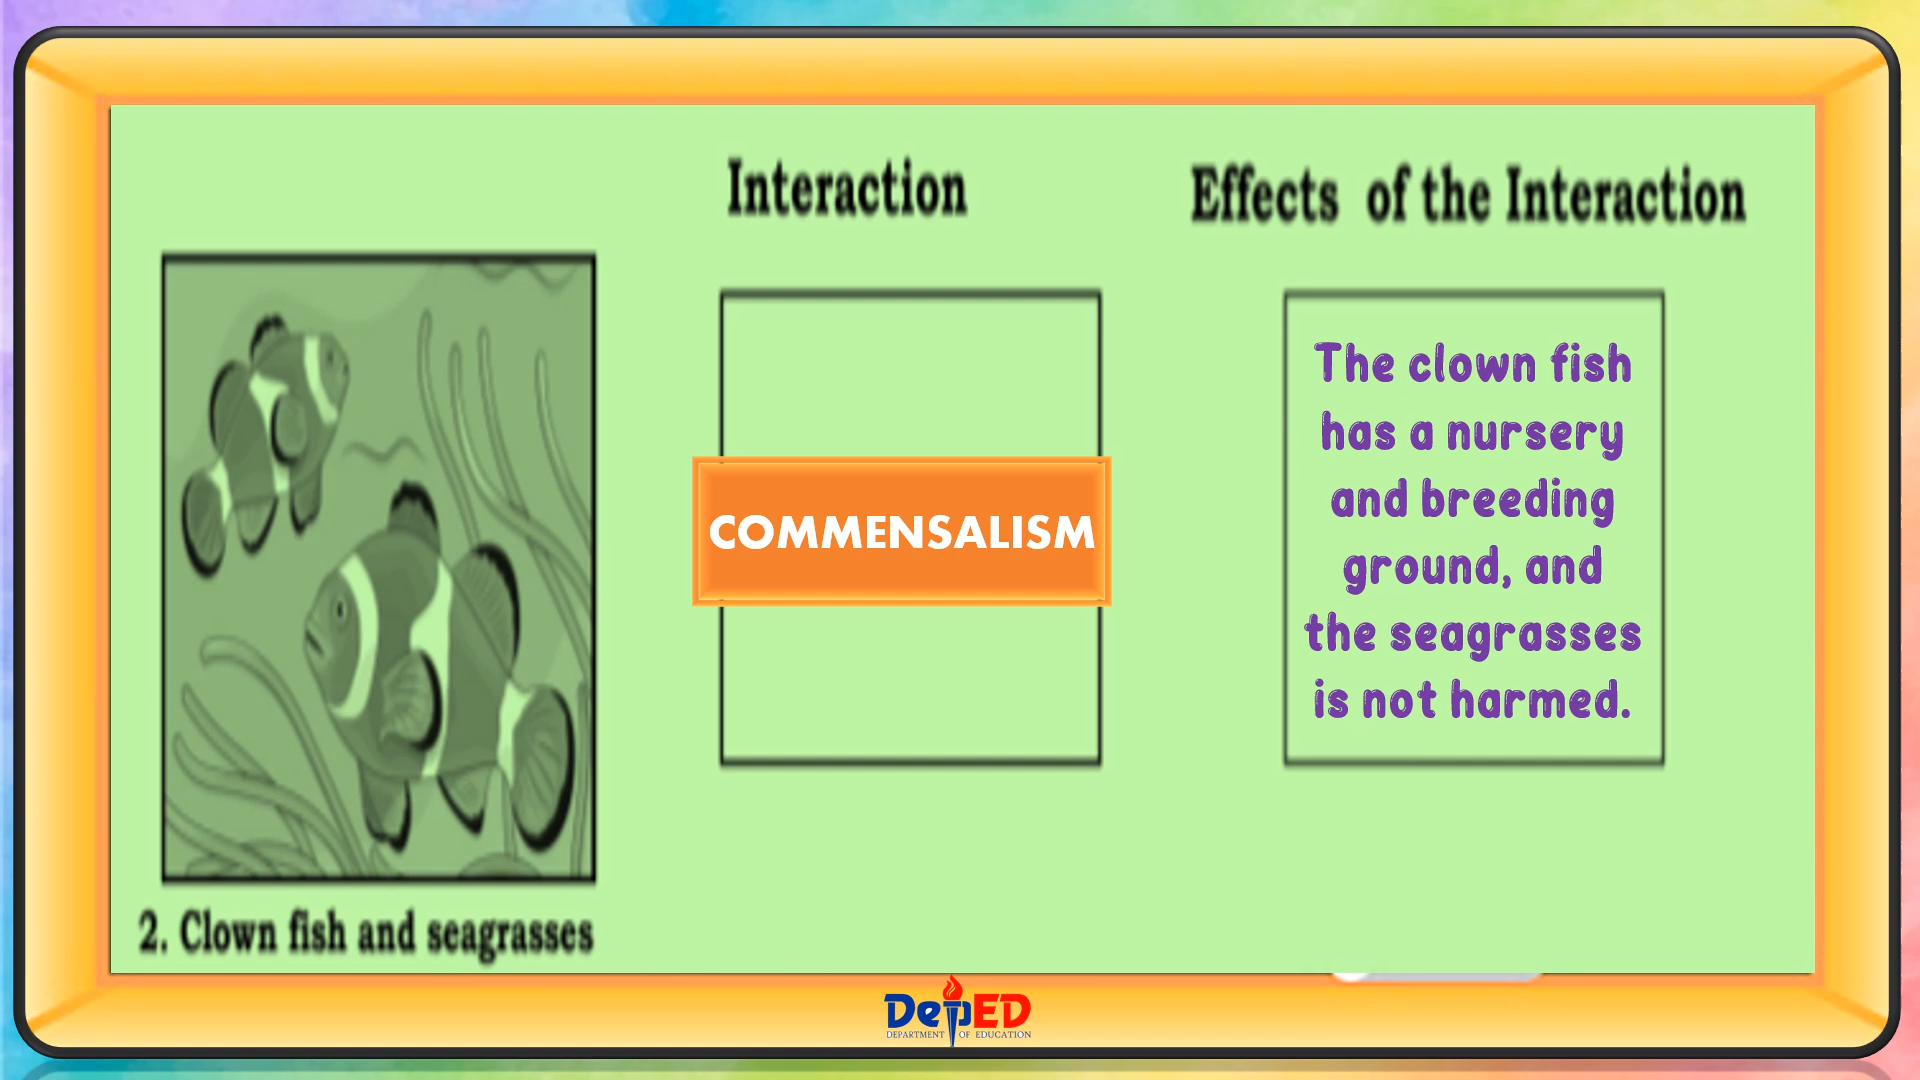 Interaction
Effects of the Interaction
COMMENSALISM
The clown fish
has a nursery
and breeding
ground, and
the seagrasses
is not harmed.
2. Clown fish and seagrasses
DepED
DEPARTMENT OF EDUCATION